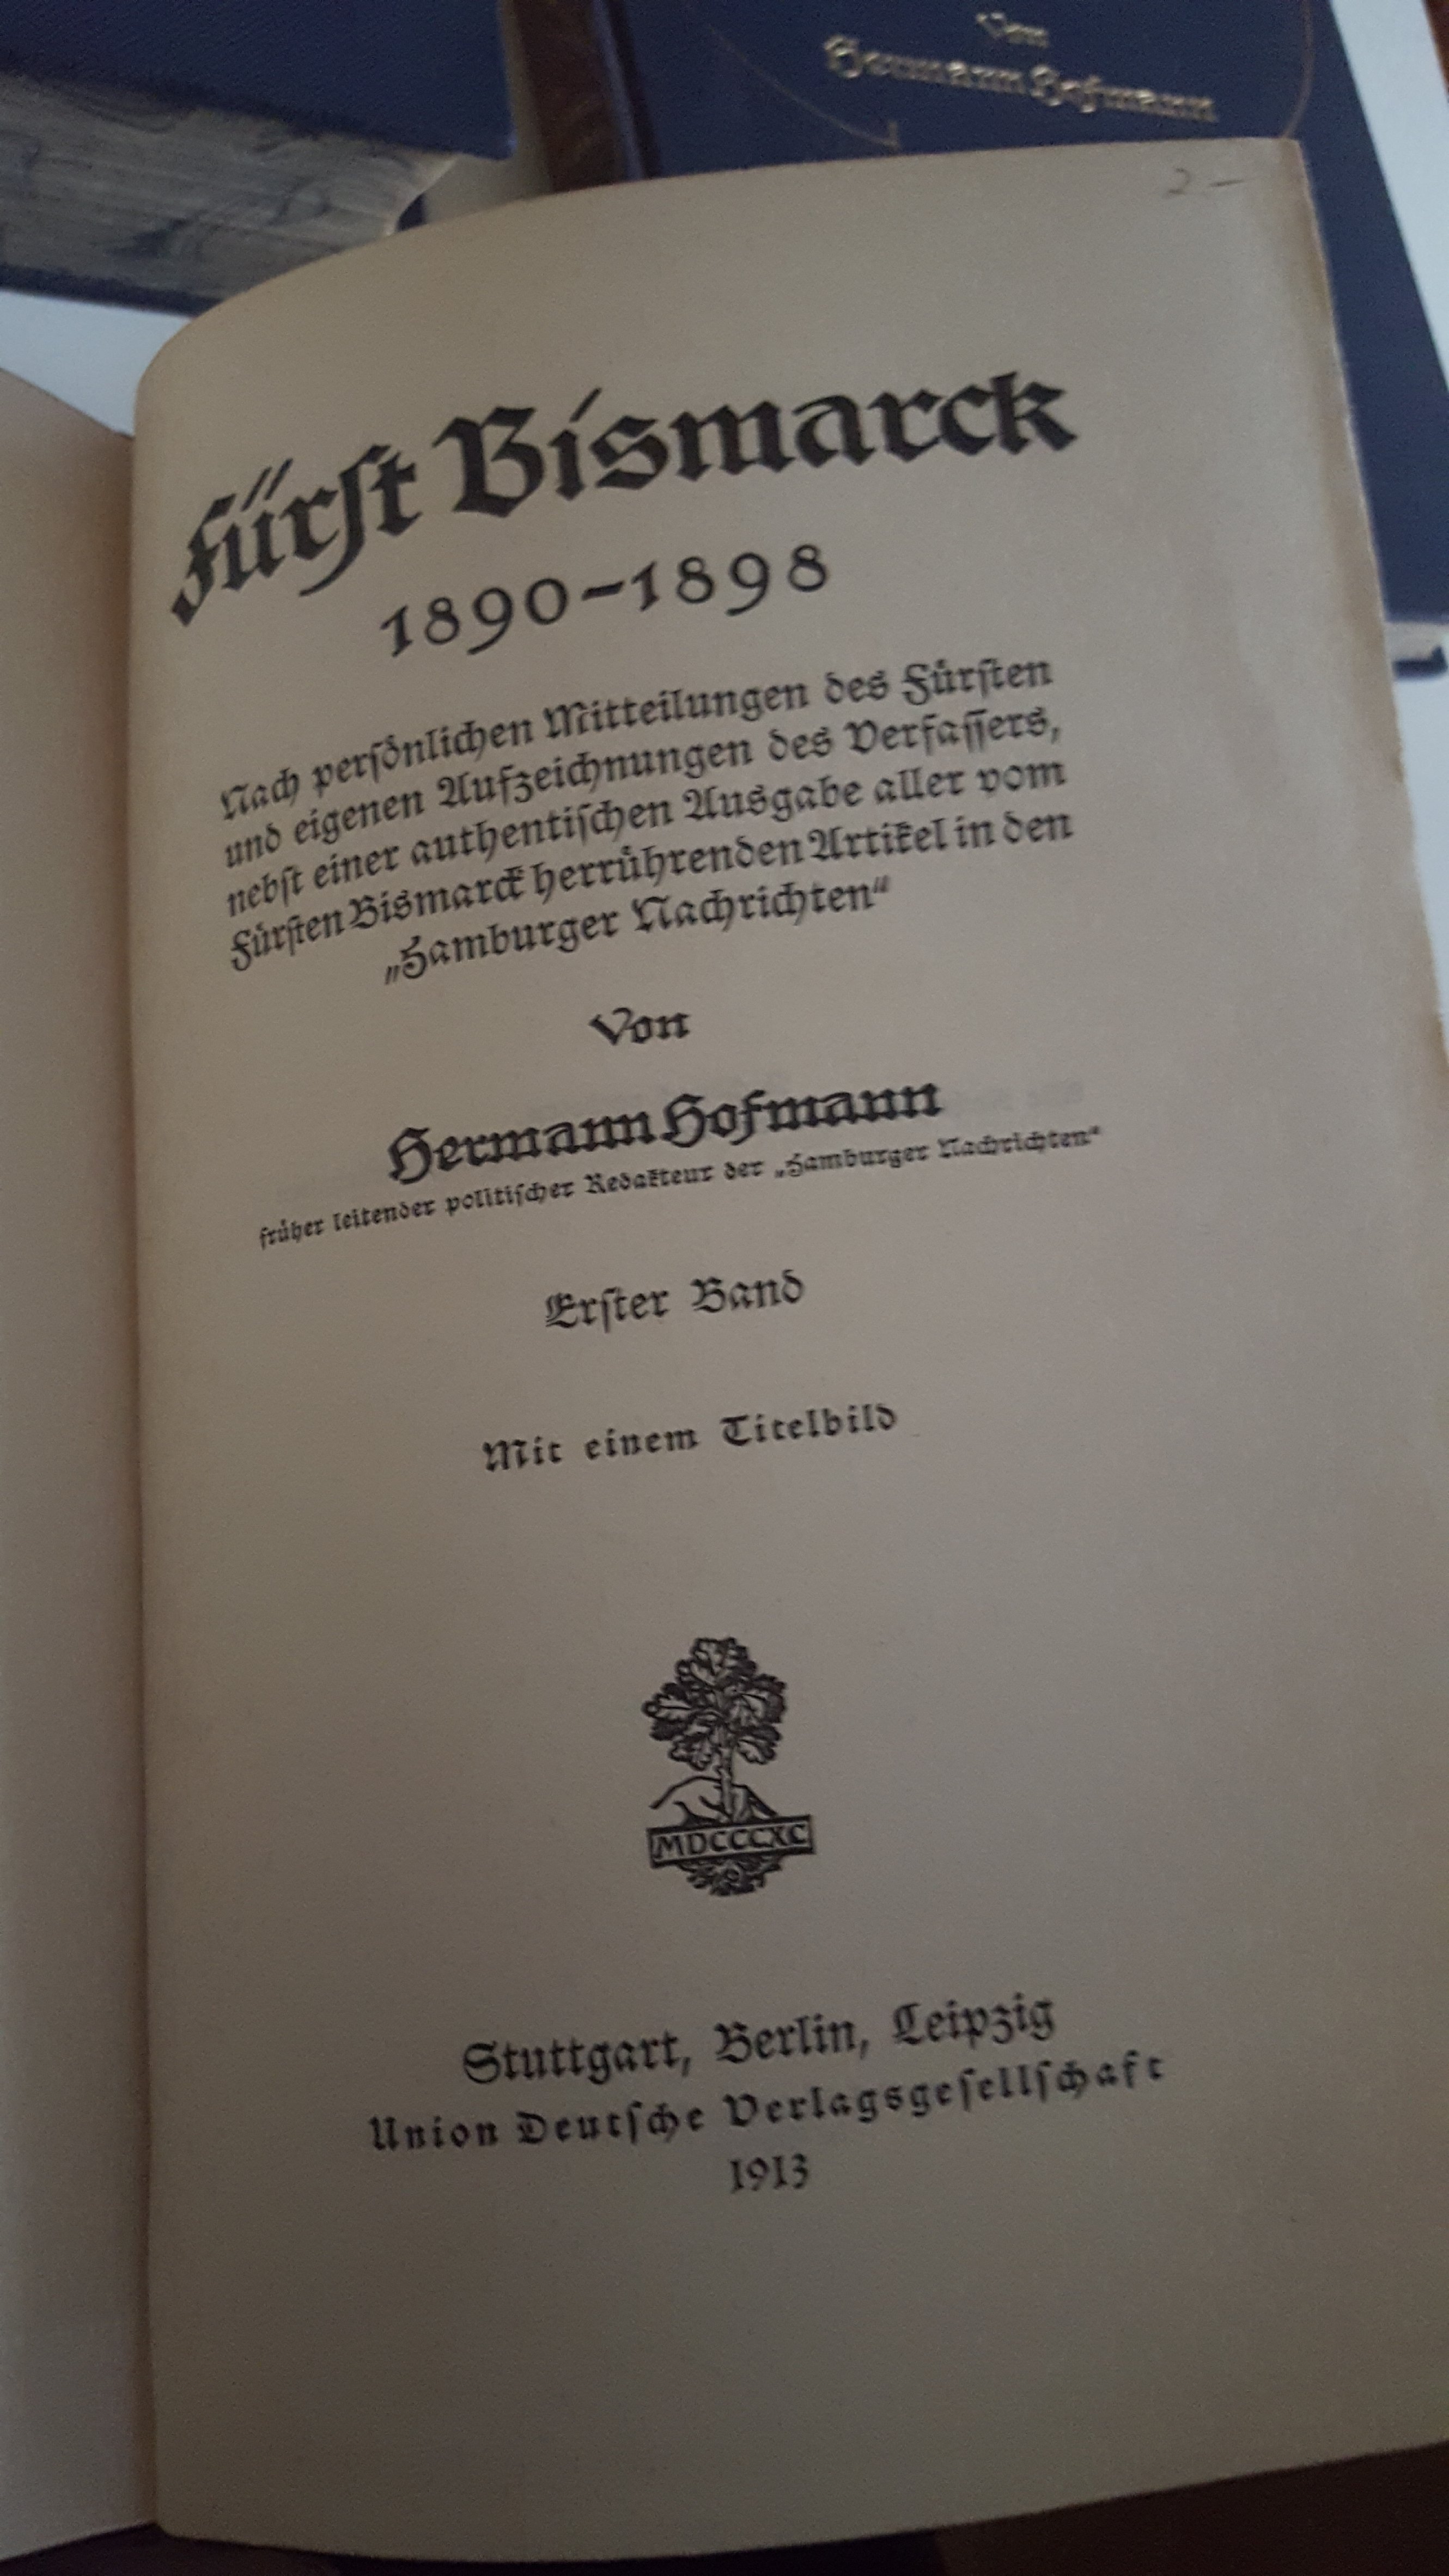 Von
Hermann Hofmann
2.—
Fürſt Bismarck
1890–1898
Nach perſönlichen Mitteilungen des Fürſten
und eigenen Aufzeichnungen des Verfaſſers,
nebſt einer authentiſchen Ausgabe aller vom
Fürſten Bismarck herrührenden Artikel in den
„Hamburger Nachrichten“
Von
Hermann Hofmann
früher leitender politiſcher Redakteur der „Hamburger Nachrichten“
Erſter Band
Mit einem Titelbild
MDCCCXC
Stuttgart, Berlin, Leipzig
Union Deutſche Verlagsgeſellſchaft
1913